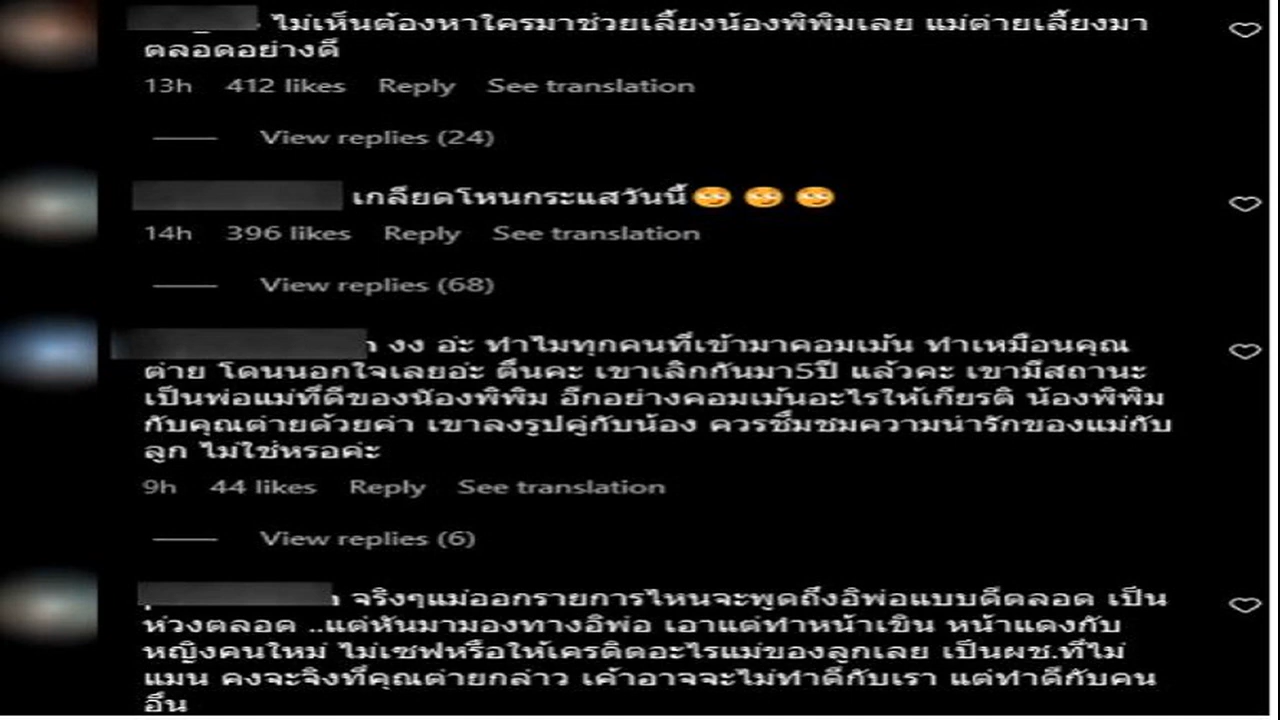 ไม่เห็นต้องหาใครมาช่วยเลี้ยงน้องพิพิมเลย แม่ต่ายเลี้ยงมา
ตลอดอย่างดี
13h 412 likes Reply See translation
View replies (24)
เกลียดโหนกระแสวันนี้
14h 396 likes Reply See translation
View replies (68)
งง อ่ะ ทำไมทุกคนที่เข้ามาคอมเม้น ทำเหมือนคุณ
ต่าย โดนนอกใจเลยอ่ะ ตื่นคะ เขาเลิกกันมา5ปี แล้วคะ เขามีสถานะ
เป็นพ่อแม่ที่ดีของน้องพิพิม อีกอย่างคอมเม้นอะไรให้เกียรติ น้องพิพิม
กับคุณต่ายด้วยค่า เขาลงรูปคู่กับน้อง ควรชื่มชมความน่ารักของแม่กับ
ลูก ไม่ใช่หรอค่ะ
9h 44 likes Reply See translation
View replies (6)
จริงๆแม่ออกรายการไหนจะพูดถึงอิพ่อแบบดีตลอด เป็น
ห่วงตลอด ..แต่หันมามองทางอิพ่อ เอาแต่ทำหน้าเขิน หน้าแดงกับ
หญิงคนใหม่ ไม่เซฟหรือให้เครดิตอะไรแม่ของลูกเลย เป็นผช.ที่ไม่
แมน คงจะจิงที่คุณต่ายกล่าว เค้าอาจจะไม่ทำดีกับเรา แต่ทำดีกับคน
อื่น